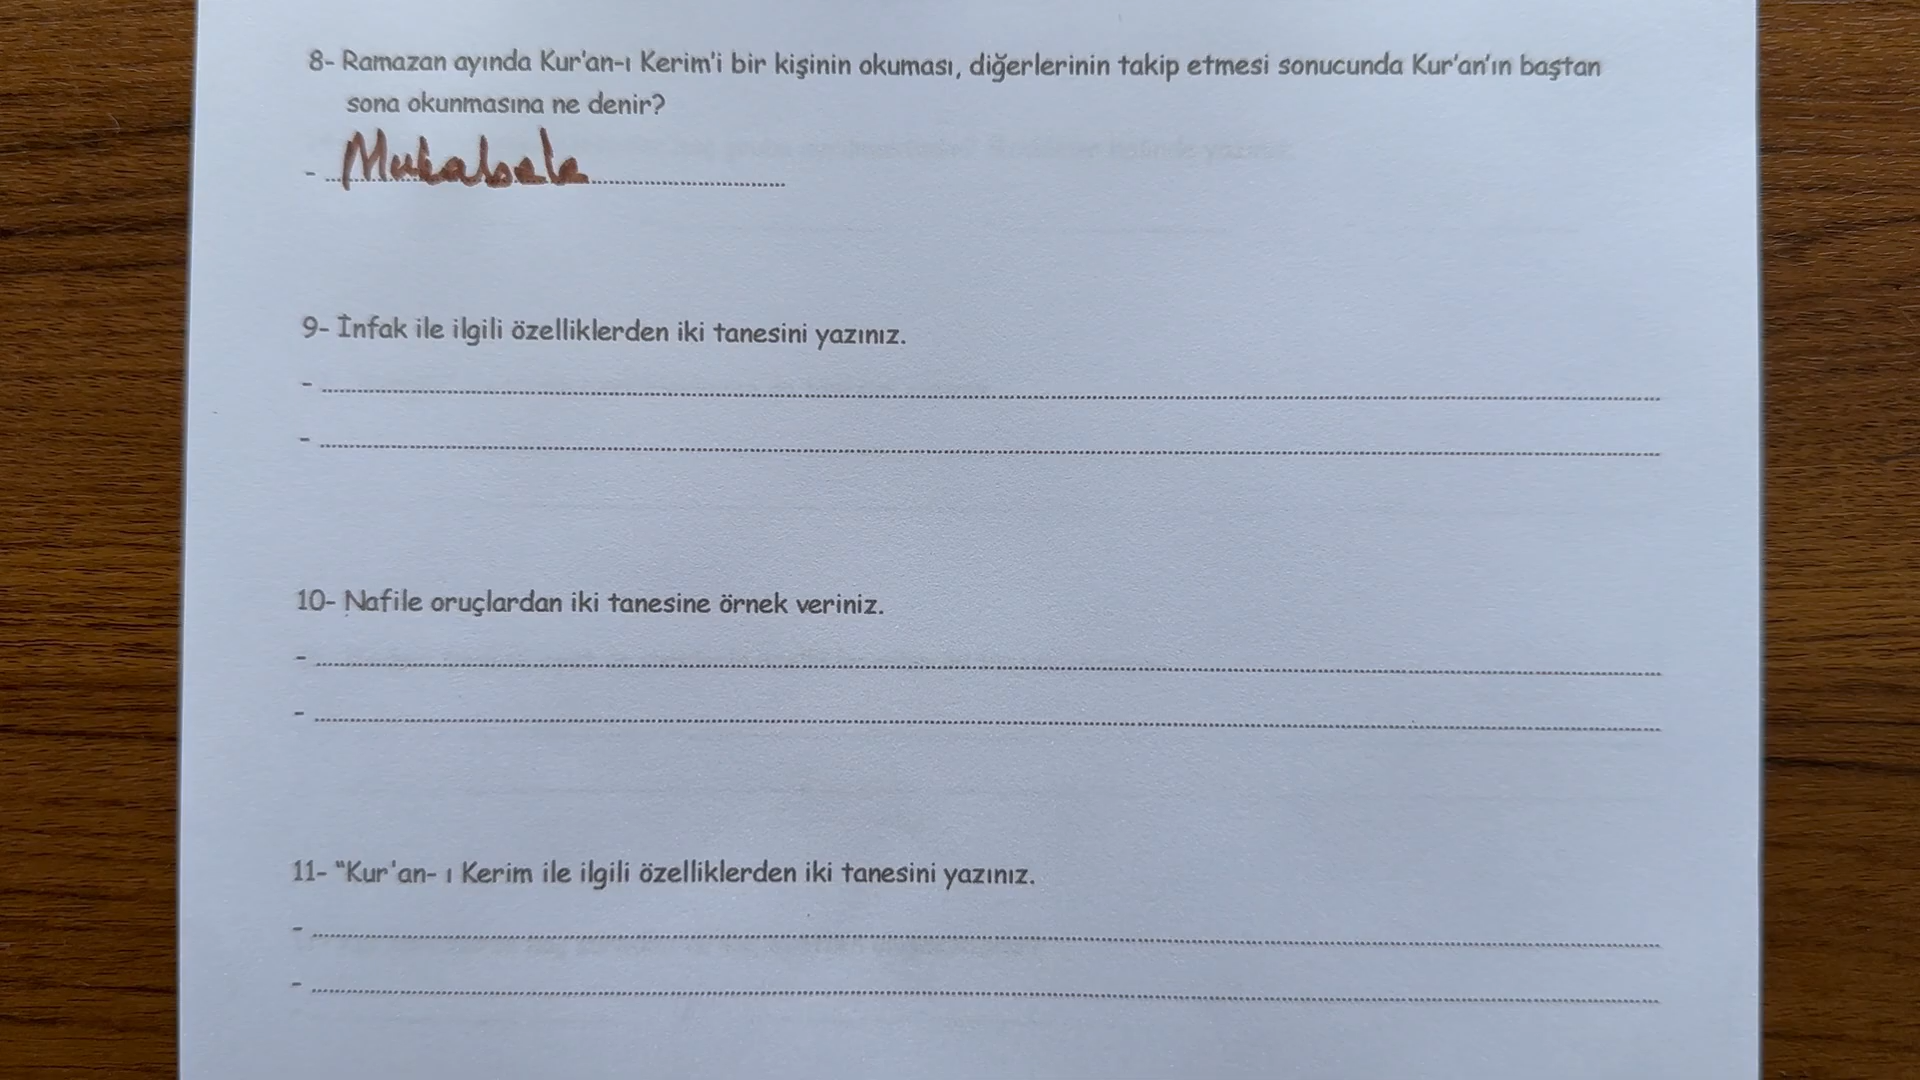 8- Ramazan ayında Kur'an-ı Kerim'i bir kişinin okuması, diğerlerinin takip etmesi sonucunda Kur'an'ın baştan
sona okunmasına ne denir?
- Mukabele
9- İnfak ile ilgili özelliklerden iki tanesini yazınız.
-
-
10- Nafile oruçlardan iki tanesine örnek veriniz.
-
-
11- "Kur'an- ı Kerim ile ilgili özelliklerden iki tanesini yazınız.
-
-